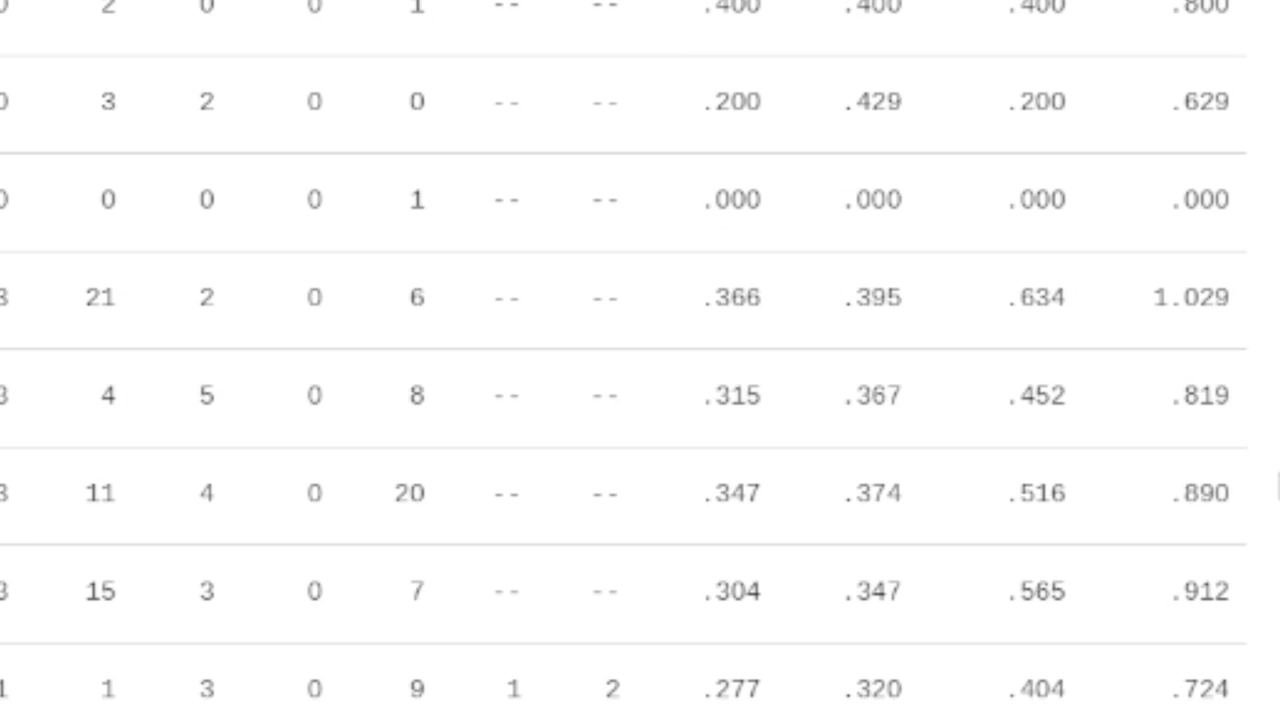 2 0 0 1 -- -- .400 .400 .400 .800
3 2 0 0 -- -- .200 .429 .200 .629
0 0 0 1 -- -- .000 .000 .000 .000
21 2 0 6 -- -- .366 .395 .634 1.029
4 5 0 8 -- -- .315 .367 .452 .819
11 4 0 20 -- -- .347 .374 .516 .890
15 3 0 7 -- -- .304 .347 .565 .912
1 1 3 0 9 1 2 .277 .320 .404 .724